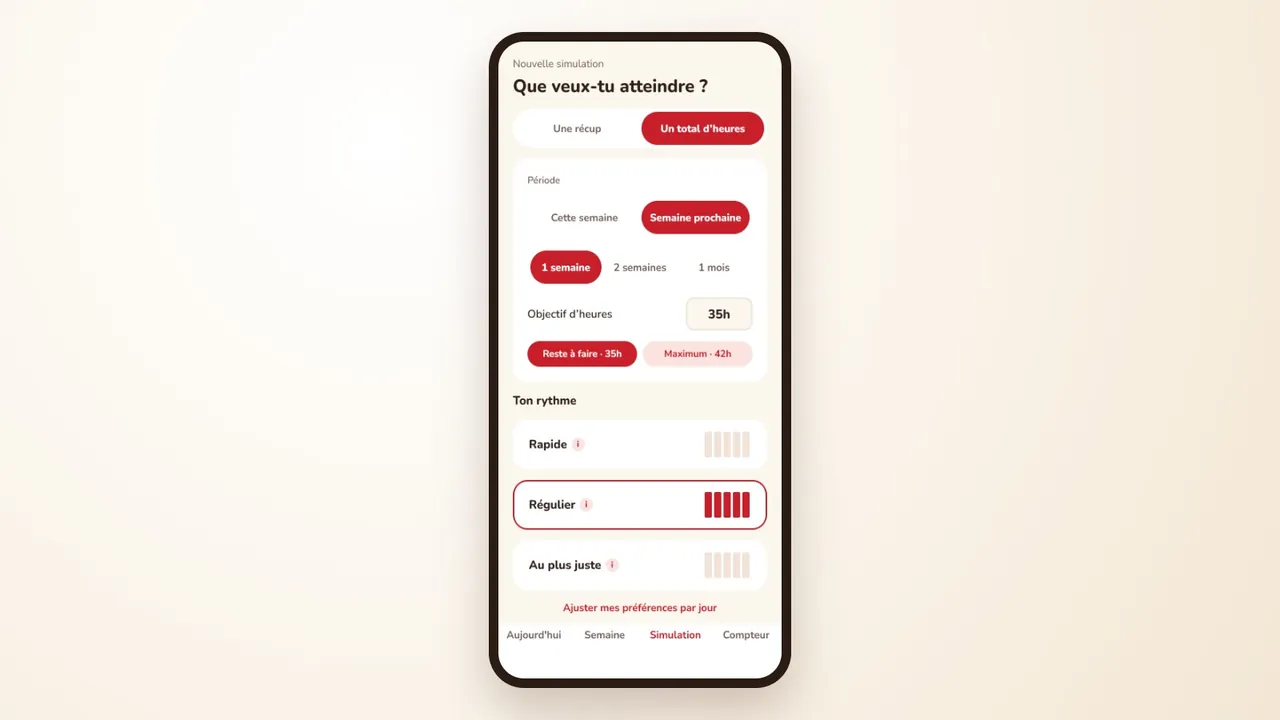 Nouvelle simulation
Que veux-tu atteindre ?
Une récup
Un total d'heures
Période
Cette semaine
Semaine prochaine
1 semaine
2 semaines
1 mois
Objectif d'heures
35h
Reste à faire · 35h
Maximum · 42h
Ton rythme
Rapide i
Régulier i
Au plus juste i
Ajuster mes préférences par jour
Aujourd'hui
Semaine
Simulation
Compteur